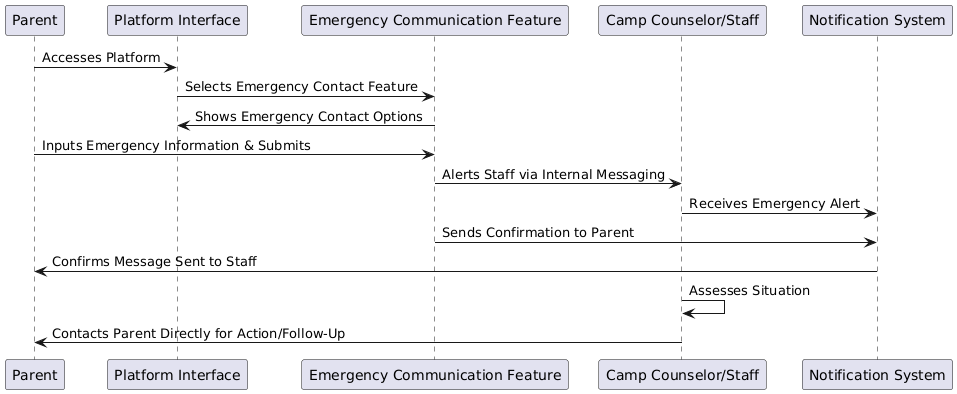 Parent
Platform Interface
Emergency Communication Feature
Camp Counselor/Staff
Notification System
Accesses Platform
Selects Emergency Contact Feature
Shows Emergency Contact Options
Inputs Emergency Information & Submits
Alerts Staff via Internal Messaging
Receives Emergency Alert
Sends Confirmation to Parent
Confirms Message Sent to Staff
Assesses Situation
Contacts Parent Directly for Action/Follow-Up
Parent
Platform Interface
Emergency Communication Feature
Camp Counselor/Staff
Notification System